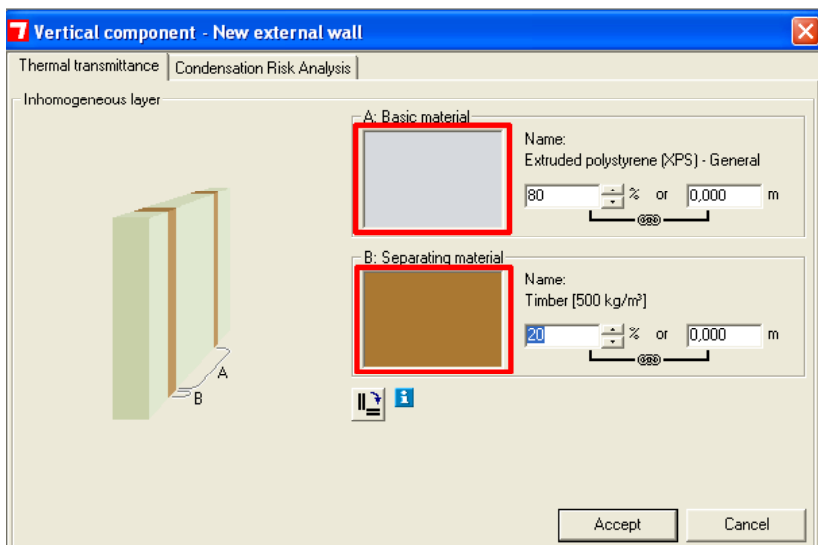 Vertical component - New external wall
Thermal transmittance
Condensation Risk Analysis
Inhomogeneous layer
A
B
A: Basic material
Name:
Extruded polystyrene (XPS) - General
80 % or 0,000 m
B: Separating material
Name:
Timber [500 kg/m³]
20 % or 0,000 m
Accept
Cancel